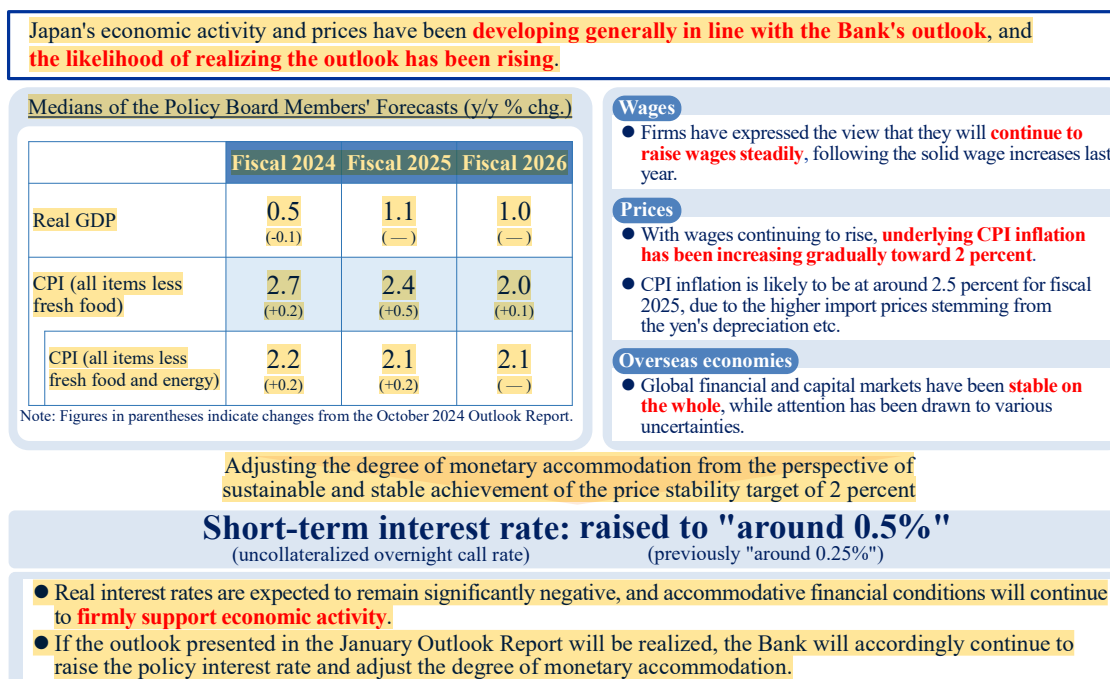 Japan's economic activity and prices have been developing generally in line with the Bank's outlook, and
the likelihood of realizing the outlook has been rising.
Medians of the Policy Board Members' Forecasts (y/y % chg.)
Fiscal 2024 Fiscal 2025 Fiscal 2026
Real GDP 0.5 1.1 1.0
(-0.1) ( — ) ( — )
CPI (all items less
fresh food) 2.7 2.4 2.0
(+0.2) (+0.5) (+0.1)
CPI (all items less
fresh food and energy) 2.2 2.1 2.1
(+0.2) (+0.2) ( — )
Note: Figures in parentheses indicate changes from the October 2024 Outlook Report.
Wages
● Firms have expressed the view that they will continue to
raise wages steadily, following the solid wage increases last
year.
Prices
● With wages continuing to rise, underlying CPI inflation
has been increasing gradually toward 2 percent.
● CPI inflation is likely to be at around 2.5 percent for fiscal
2025, due to the higher import prices stemming from
the yen's depreciation etc.
Overseas economies
● Global financial and capital markets have been stable on
the whole, while attention has been drawn to various
uncertainties.
Adjusting the degree of monetary accommodation from the perspective of
sustainable and stable achievement of the price stability target of 2 percent
Short-term interest rate: raised to "around 0.5%"
(uncollateralized overnight call rate) (previously "around 0.25%")
● Real interest rates are expected to remain significantly negative, and accommodative financial conditions will continue
to firmly support economic activity.
● If the outlook presented in the January Outlook Report will be realized, the Bank will accordingly continue to
raise the policy interest rate and adjust the degree of monetary accommodation.